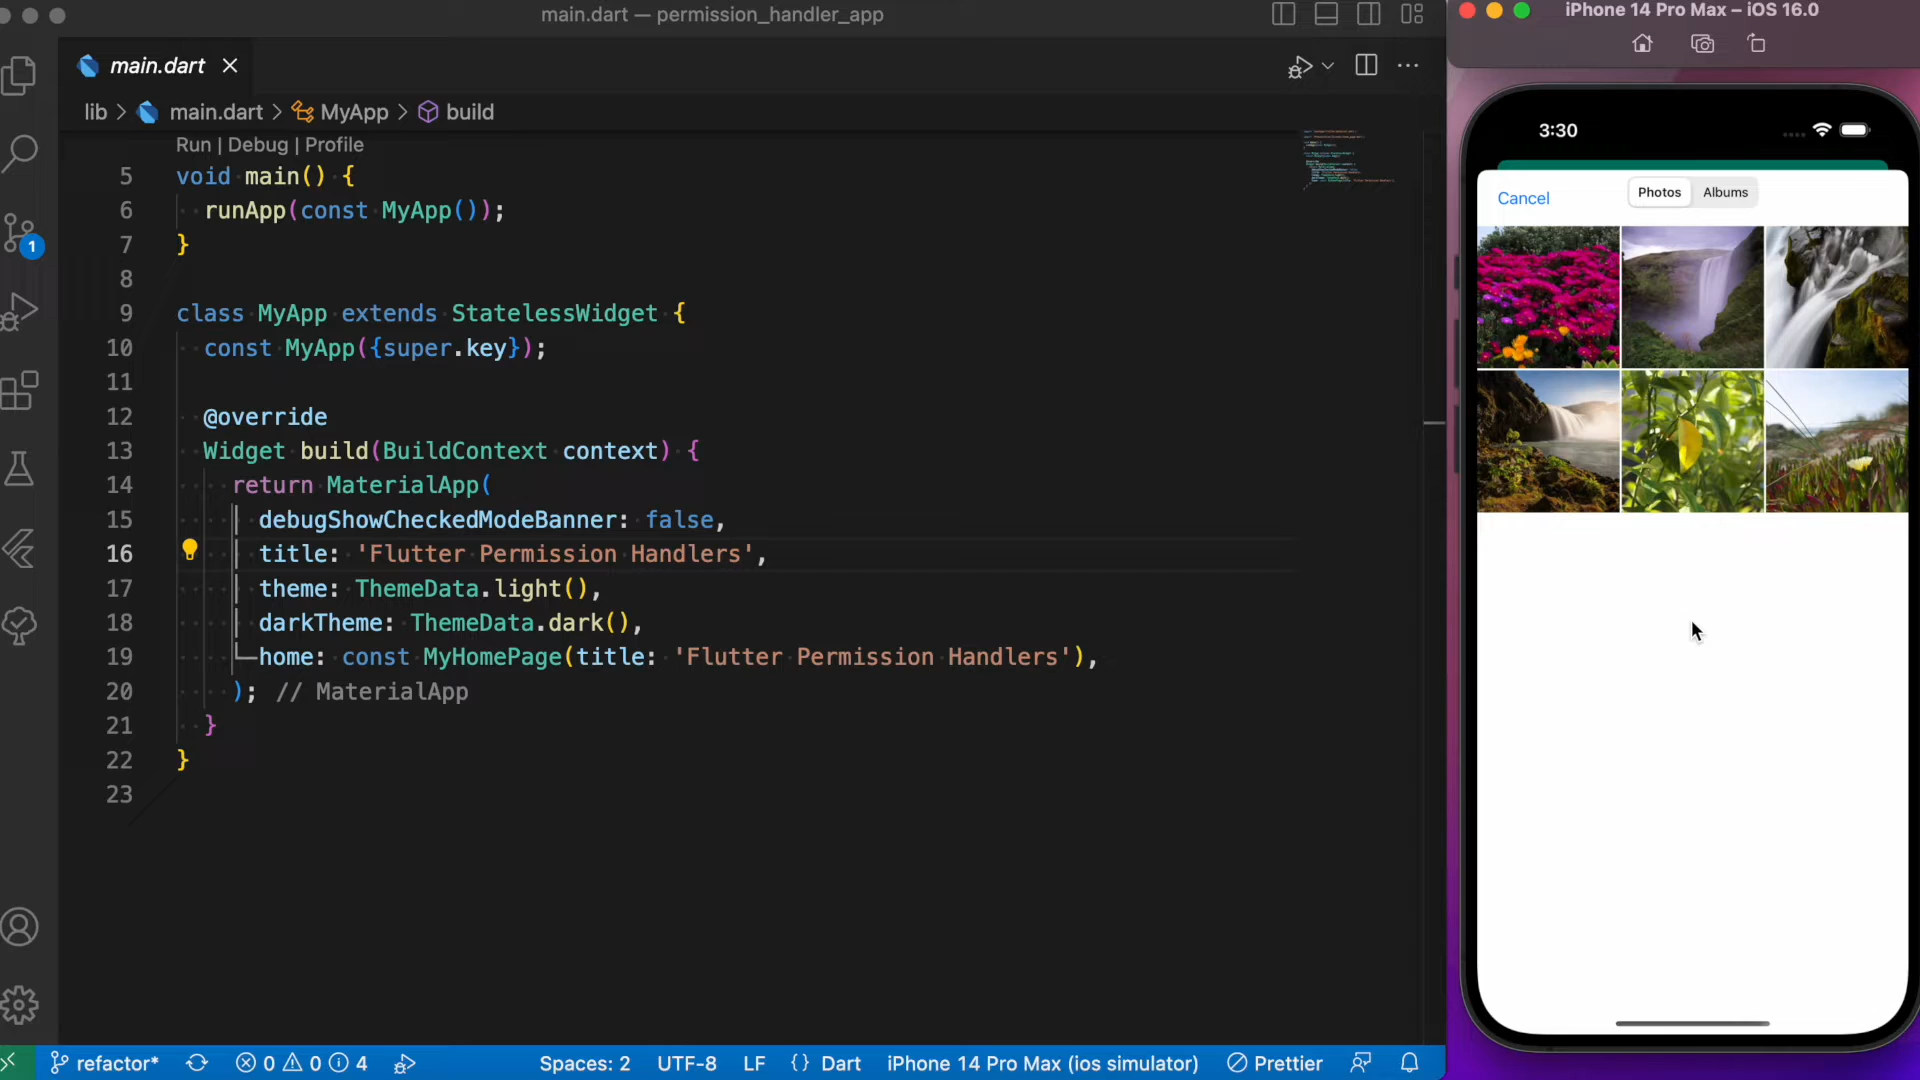 main.dart — permission_handler_app
main.dart
lib > main.dart > MyApp > build
Run | Debug | Profile
5 void main() {
6 runApp(const MyApp());
7 }
8
9 class MyApp extends StatelessWidget {
10 const MyApp({super.key});
11
12 @override
13 Widget build(BuildContext context) {
14 return MaterialApp(
15 debugShowCheckedModeBanner: false,
16 title: 'Flutter Permission Handlers',
17 theme: ThemeData.light(),
18 darkTheme: ThemeData.dark(),
19 home: const MyHomePage(title: 'Flutter Permission Handlers'),
20 ); // MaterialApp
21 }
22 }
23
1
refactor* 0 0 4 Spaces: 2 UTF-8 LF {} Dart iPhone 14 Pro Max (ios simulator) Prettier
iPhone 14 Pro Max – iOS 16.0
3:30
Cancel Photos Albums